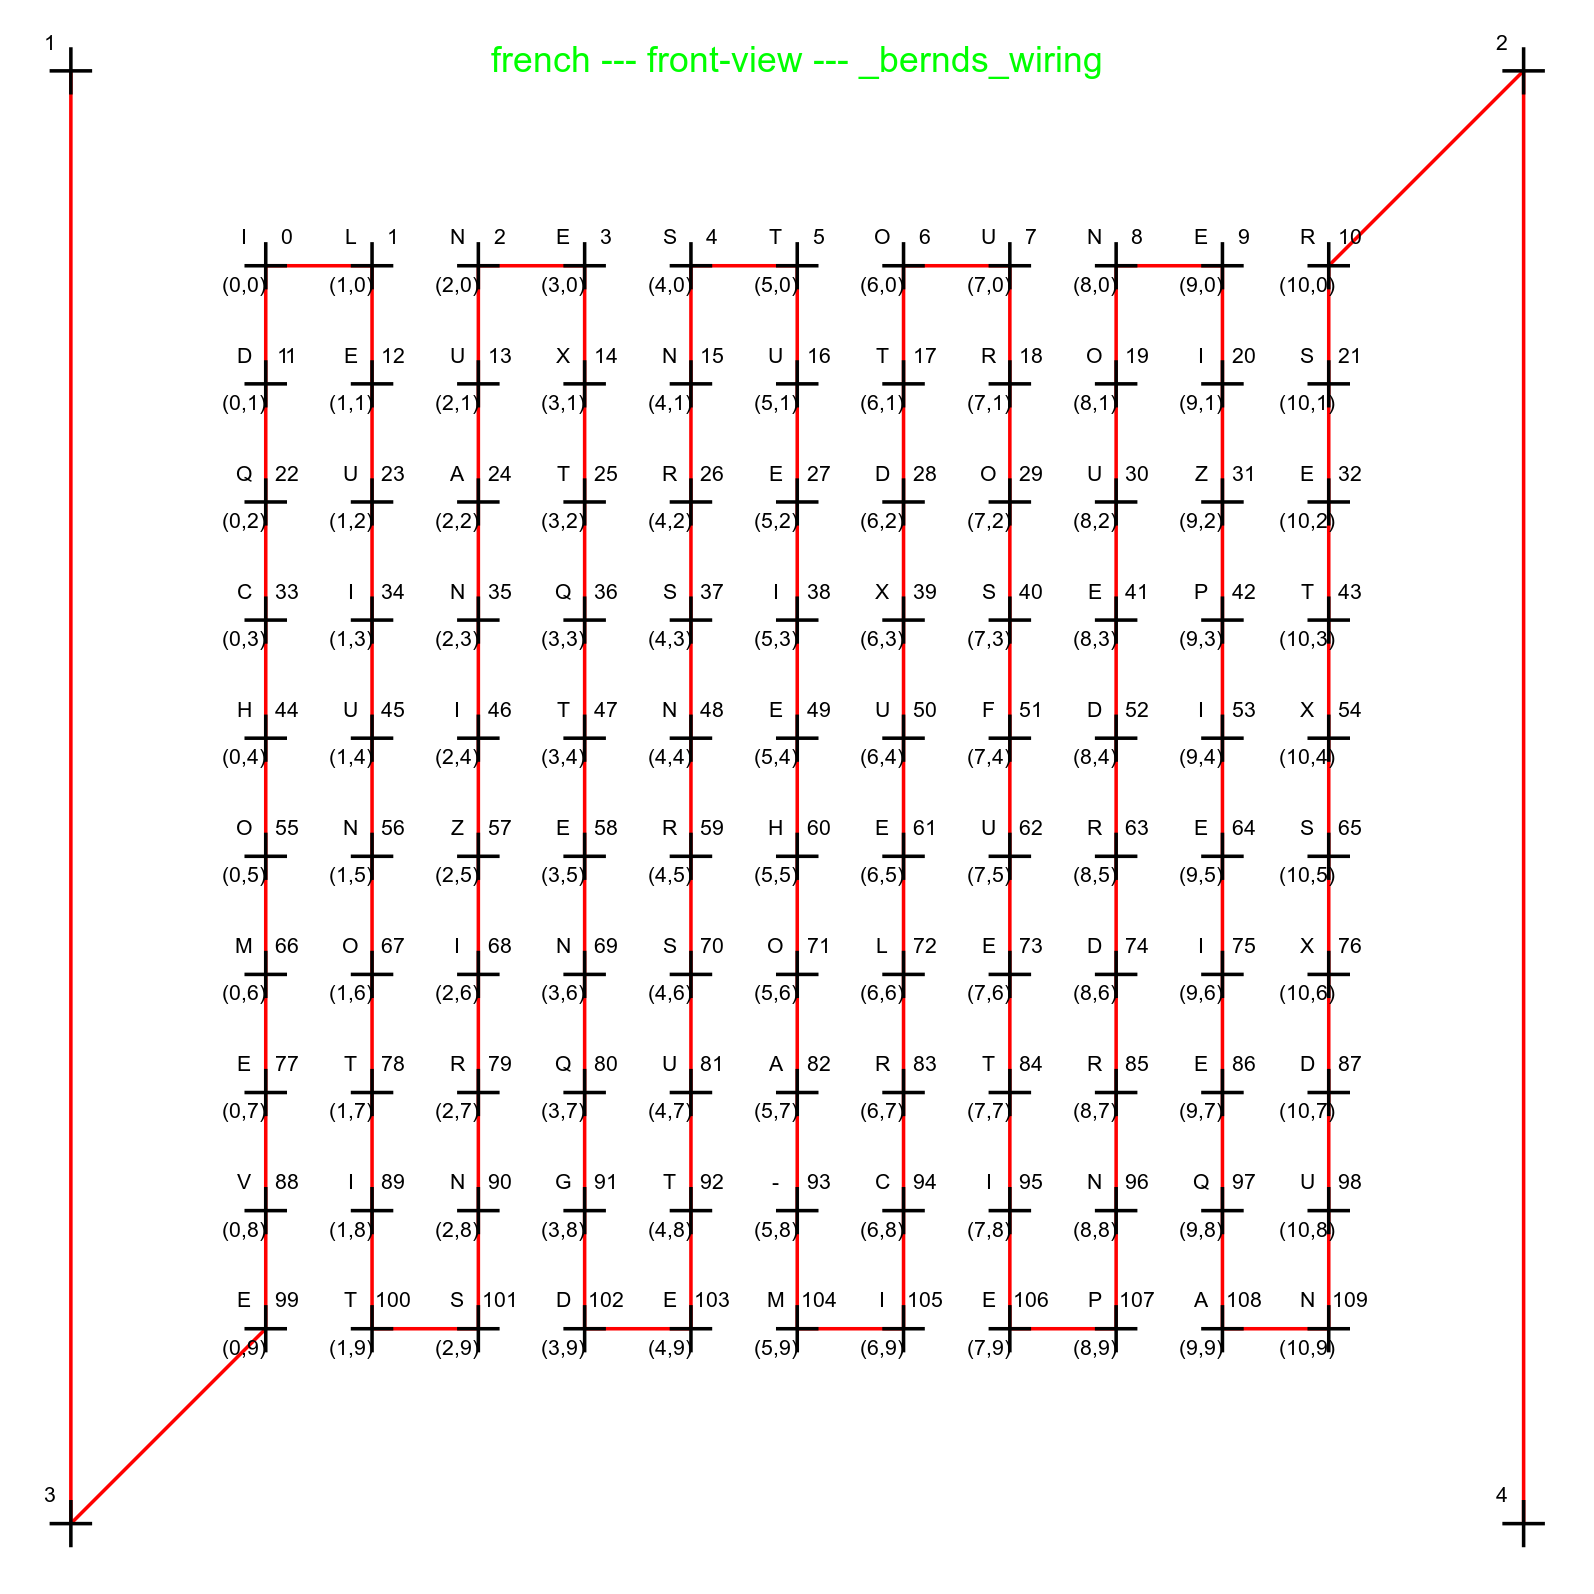 1 2
french --- front-view --- _bernds_wiring
I 0 L 1 N 2 E 3 S 4 T 5 O 6 U 7 N 8 E 9 R 10
(0,0) (1,0) (2,0) (3,0) (4,0) (5,0) (6,0) (7,0) (8,0) (9,0) (10,0)
D 11 E 12 U 13 X 14 N 15 U 16 T 17 R 18 O 19 I 20 S 21
(0,1) (1,1) (2,1) (3,1) (4,1) (5,1) (6,1) (7,1) (8,1) (9,1) (10,1)
Q 22 U 23 A 24 T 25 R 26 E 27 D 28 O 29 U 30 Z 31 E 32
(0,2) (1,2) (2,2) (3,2) (4,2) (5,2) (6,2) (7,2) (8,2) (9,2) (10,2)
C 33 I 34 N 35 Q 36 S 37 I 38 X 39 S 40 E 41 P 42 T 43
(0,3) (1,3) (2,3) (3,3) (4,3) (5,3) (6,3) (7,3) (8,3) (9,3) (10,3)
H 44 U 45 I 46 T 47 N 48 E 49 U 50 F 51 D 52 I 53 X 54
(0,4) (1,4) (2,4) (3,4) (4,4) (5,4) (6,4) (7,4) (8,4) (9,4) (10,4)
O 55 N 56 Z 57 E 58 R 59 H 60 E 61 U 62 R 63 E 64 S 65
(0,5) (1,5) (2,5) (3,5) (4,5) (5,5) (6,5) (7,5) (8,5) (9,5) (10,5)
M 66 O 67 I 68 N 69 S 70 O 71 L 72 E 73 D 74 I 75 X 76
(0,6) (1,6) (2,6) (3,6) (4,6) (5,6) (6,6) (7,6) (8,6) (9,6) (10,6)
E 77 T 78 R 79 Q 80 U 81 A 82 R 83 T 84 R 85 E 86 D 87
(0,7) (1,7) (2,7) (3,7) (4,7) (5,7) (6,7) (7,7) (8,7) (9,7) (10,7)
V 88 I 89 N 90 G 91 T 92 - 93 C 94 I 95 N 96 Q 97 U 98
(0,8) (1,8) (2,8) (3,8) (4,8) (5,8) (6,8) (7,8) (8,8) (9,8) (10,8)
E 99 T 100 S 101 D 102 E 103 M 104 I 105 E 106 P 107 A 108 N 109
(0,9) (1,9) (2,9) (3,9) (4,9) (5,9) (6,9) (7,9) (8,9) (9,9) (10,9)
3 4